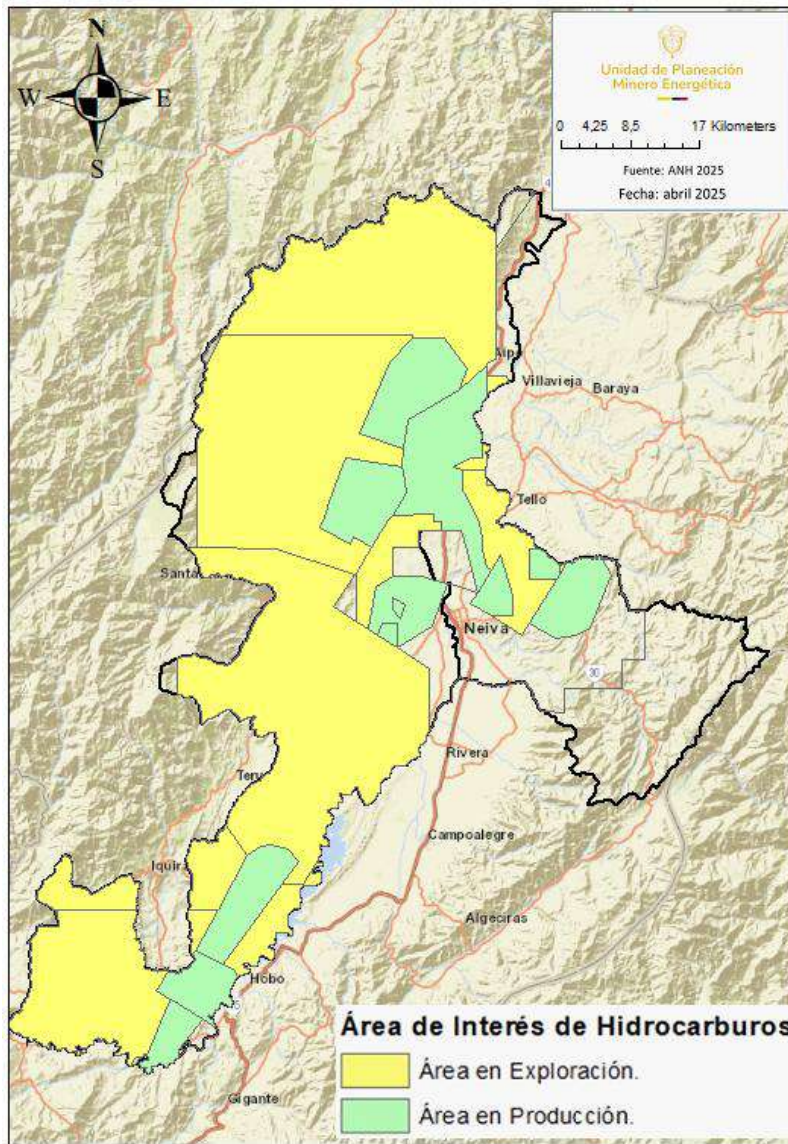 N
W
E
S
Unidad de Planeación
Minero Energética
0 4,25 8,5 17 Kilometers
Fuente: ANH 2025
Fecha: abril 2025
Villavieja
Baraya
Tello
Neiva
30
Rivera
Campoalegre
Algeciras
Hobo
Gigante
Área de Interés de Hidrocarburos
Área en Exploración.
Área en Producción.